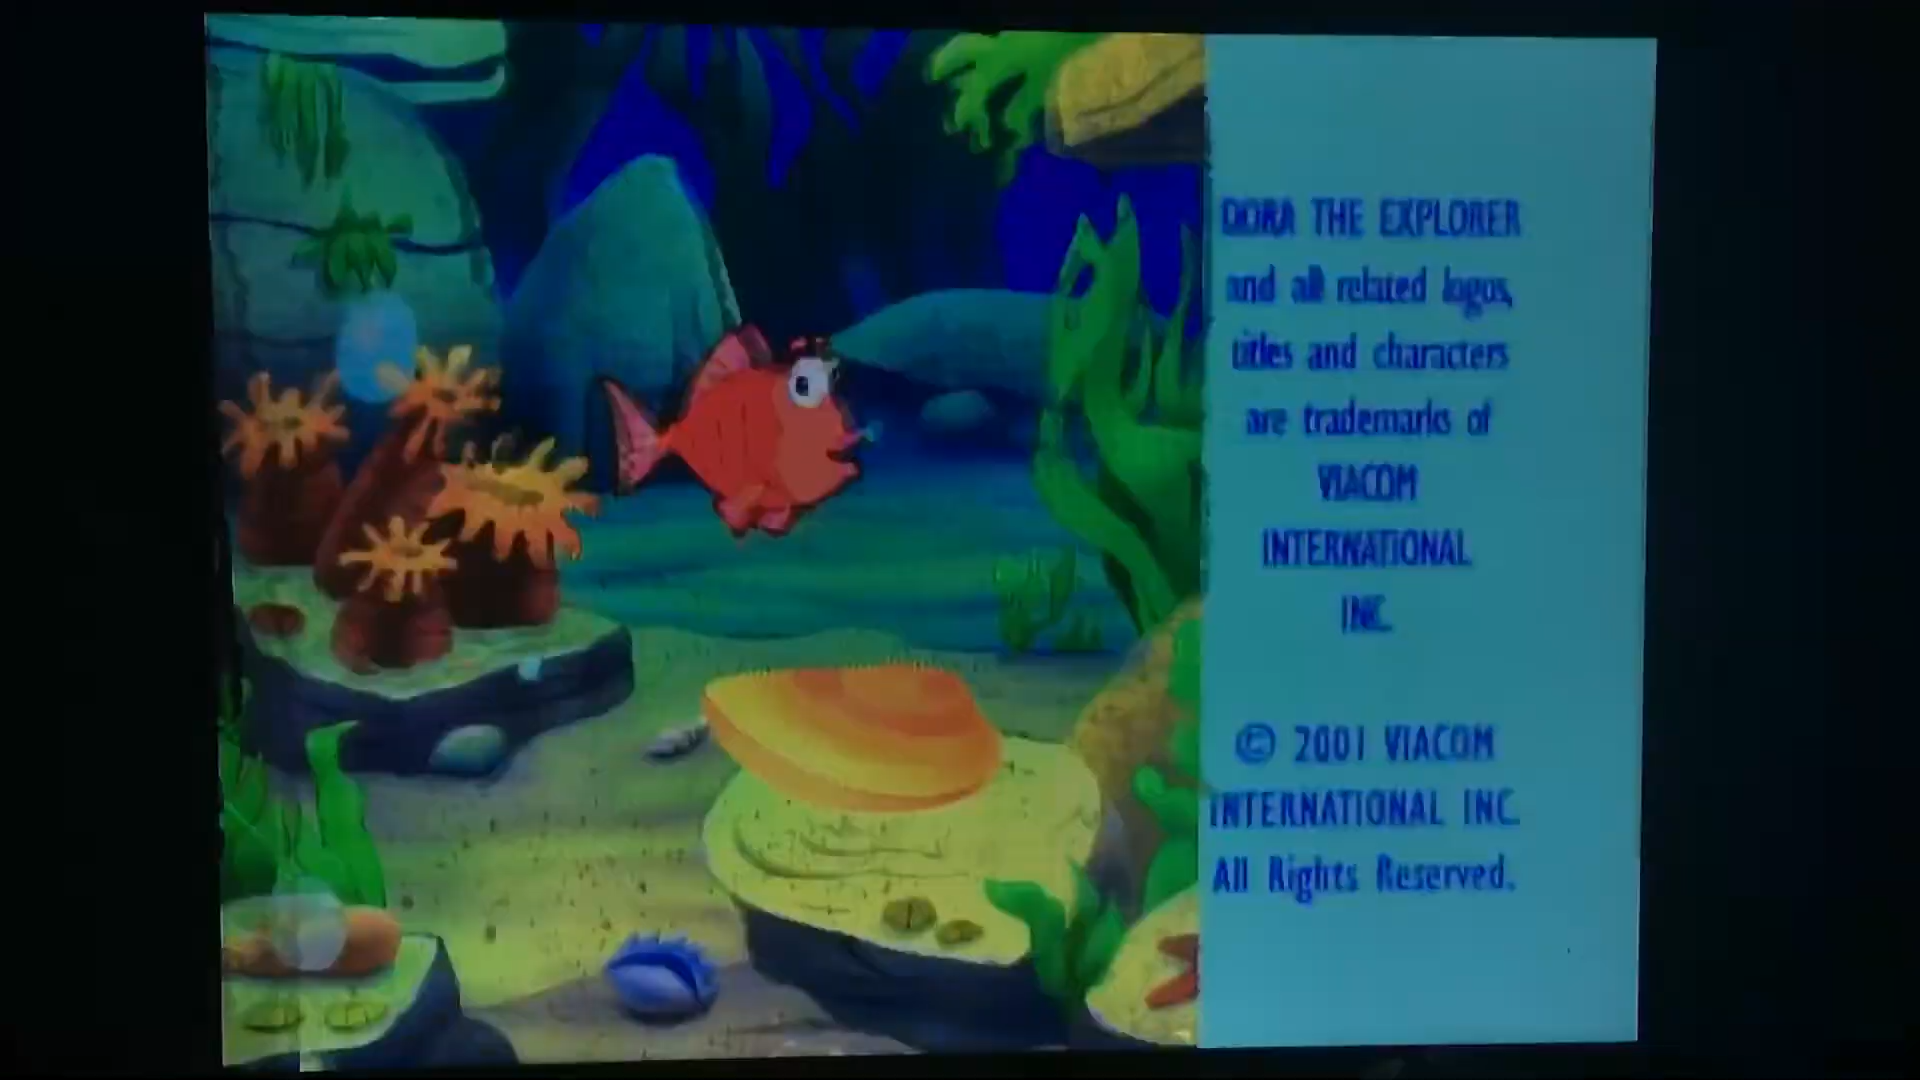 DORA THE EXPLORER
and all related logos,
titles and characters
are trademarks of
VIACOM
INTERNATIONAL
INC.
© 2001 VIACOM
INTERNATIONAL INC.
All Rights Reserved.